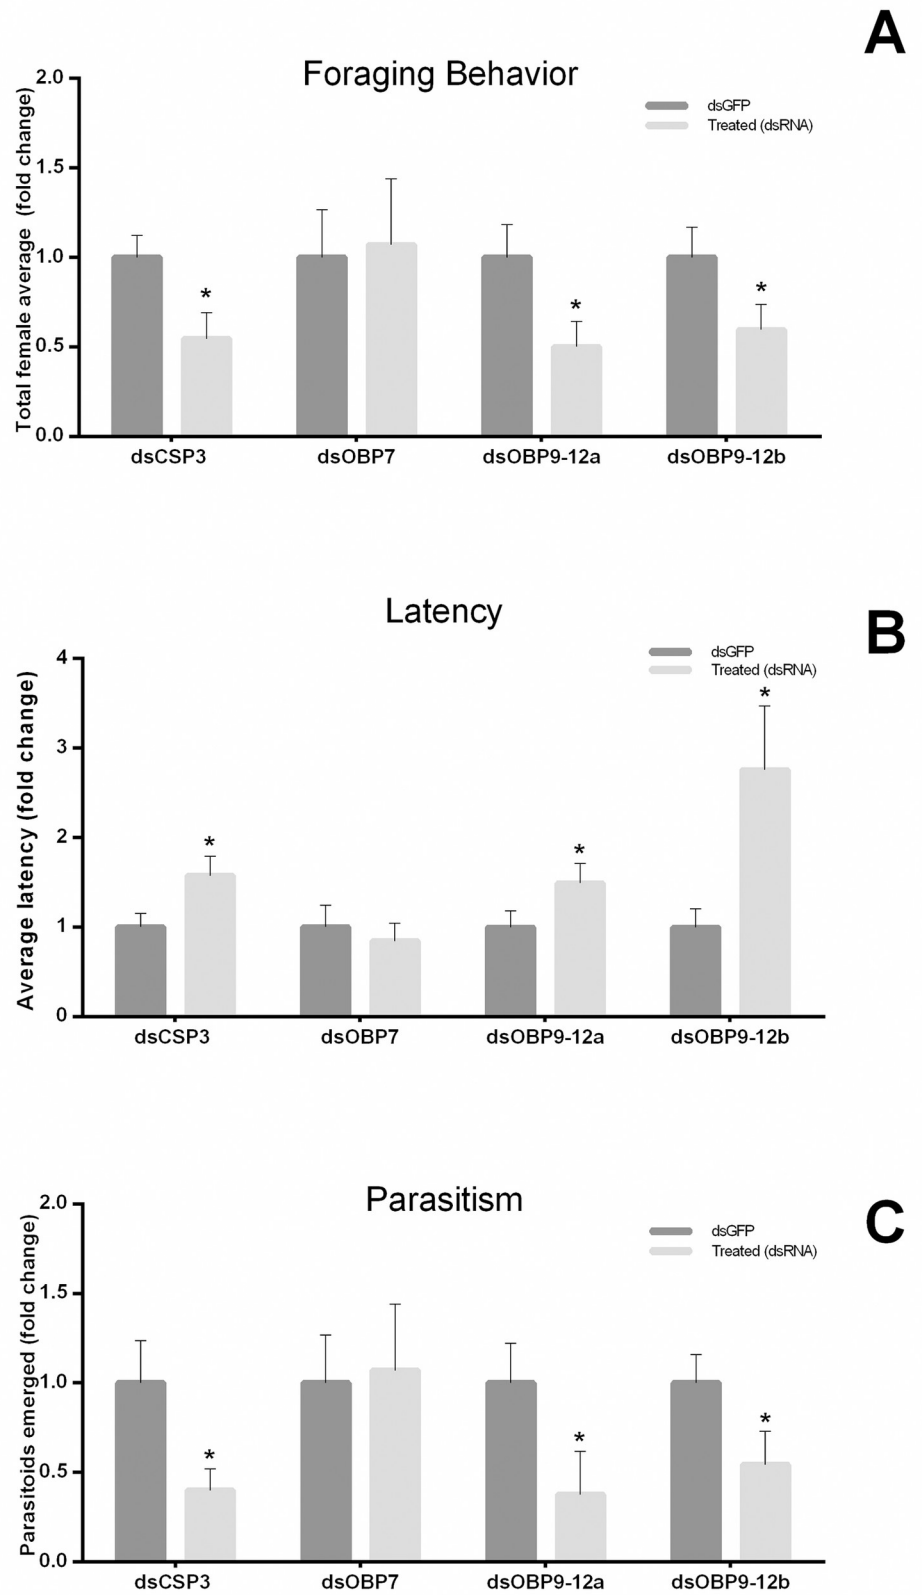 A
Foraging Behavior
dsGFP
Treated (dsRNA)
Total female average (fold change)
2.0
1.5
1.0
0.5
0.0
*
*
*
dsCSP3
dsOBP7
dsOBP9-12a
dsOBP9-12b
B
Latency
dsGFP
Treated (dsRNA)
Average latency (fold change)
4
3
2
1
0
*
*
*
dsCSP3
dsOBP7
dsOBP9-12a
dsOBP9-12b
C
Parasitism
dsGFP
Treated (dsRNA)
Parasitoids emerged (fold change)
2.0
1.5
1.0
0.5
0.0
*
*
*
dsCSP3
dsOBP7
dsOBP9-12a
dsOBP9-12b